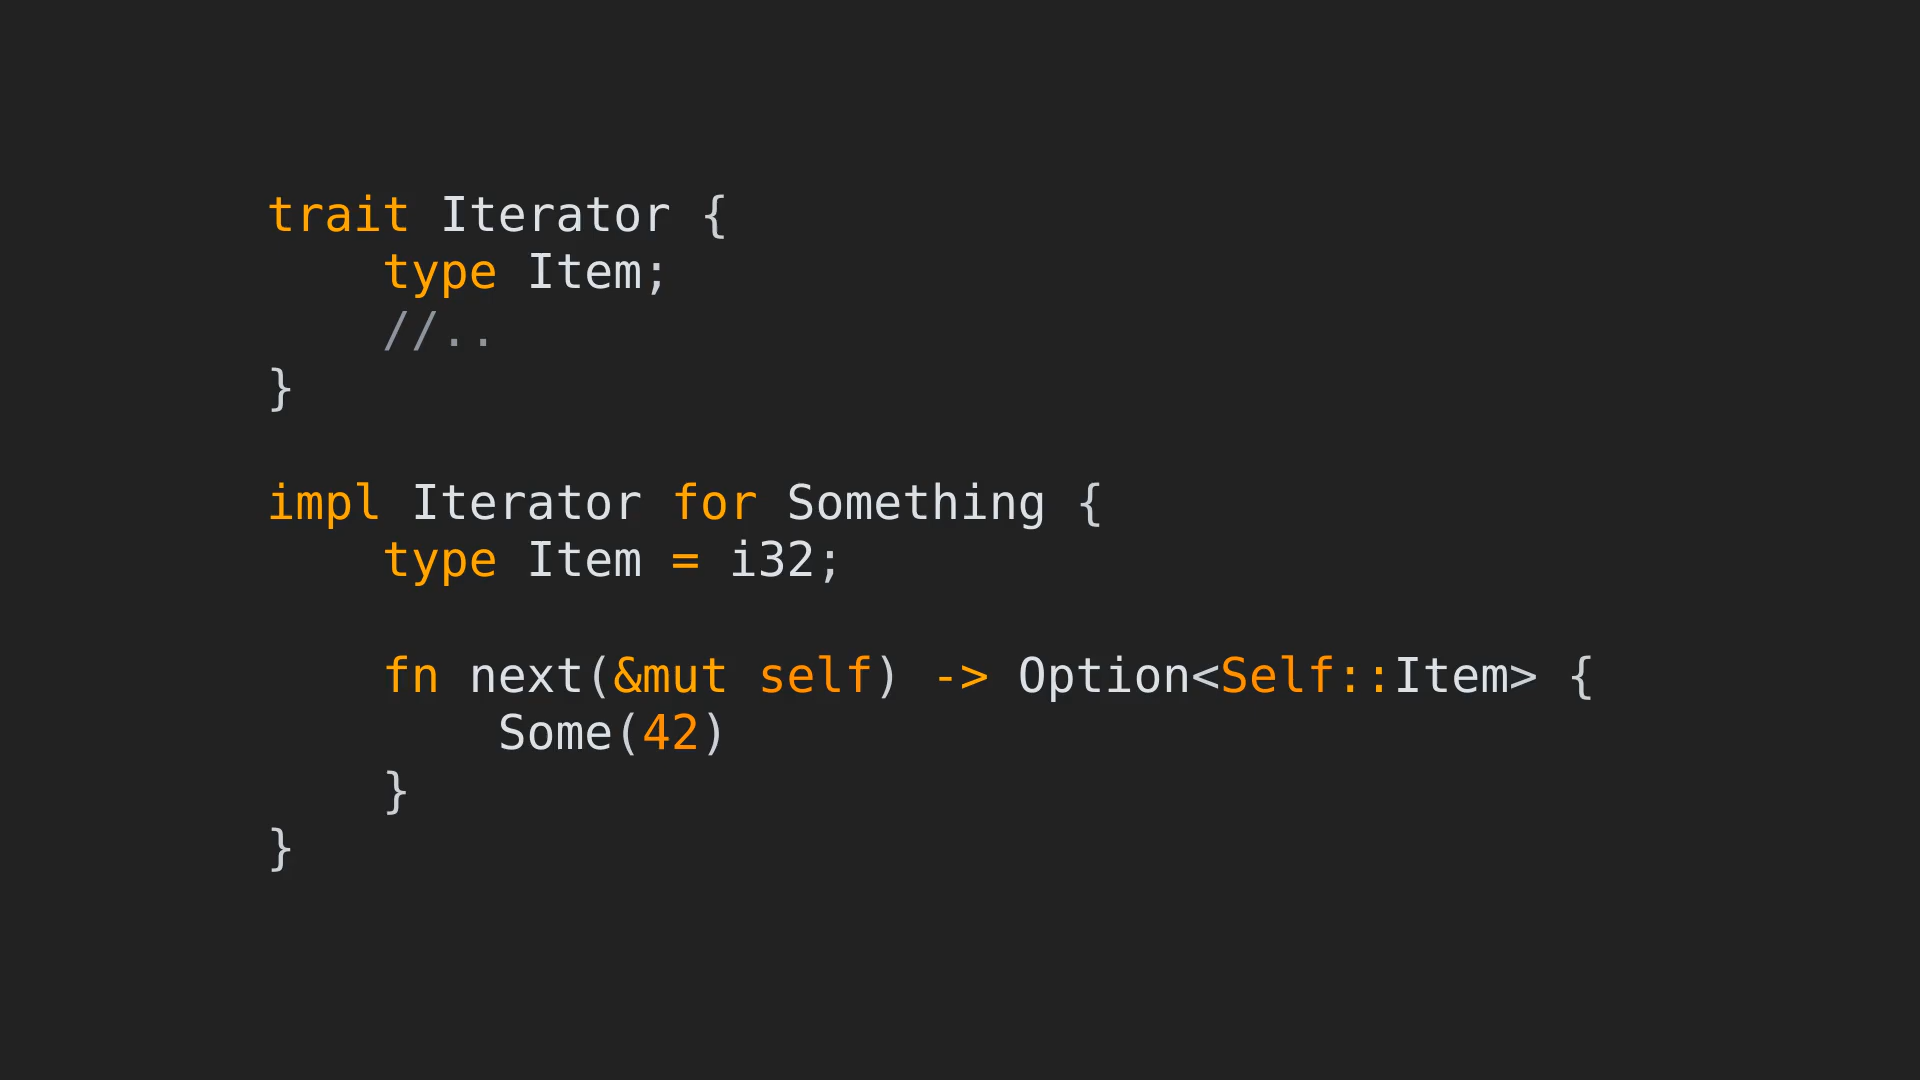 trait Iterator {
    type Item;
    //..
}

impl Iterator for Something {
    type Item = i32;

    fn next(&mut self) -> Option<Self::Item> {
        Some(42)
    }
}